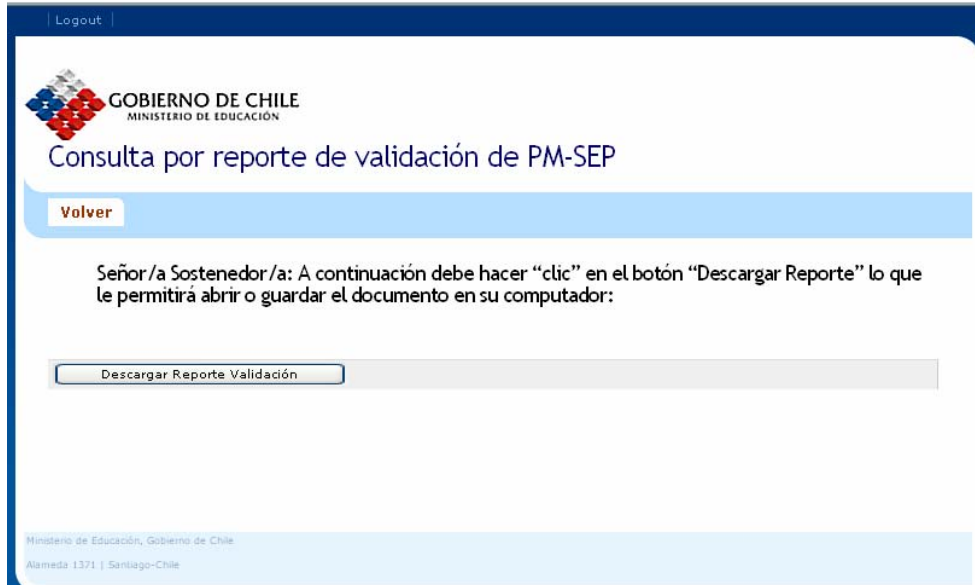 Logout
GOBIERNO DE CHILE
MINISTERIO DE EDUCACIÓN
Consulta por reporte de validación de PM-SEP
Volver
Señor/a Sostenedor/a: A continuación debe hacer “clic” en el botón “Descargar Reporte” lo que
le permitirá abrir o guardar el documento en su computador:
Descargar Reporte Validación
Ministerio de Educación, Gobierno de Chile
Alameda 1371 | Santiago-Chile